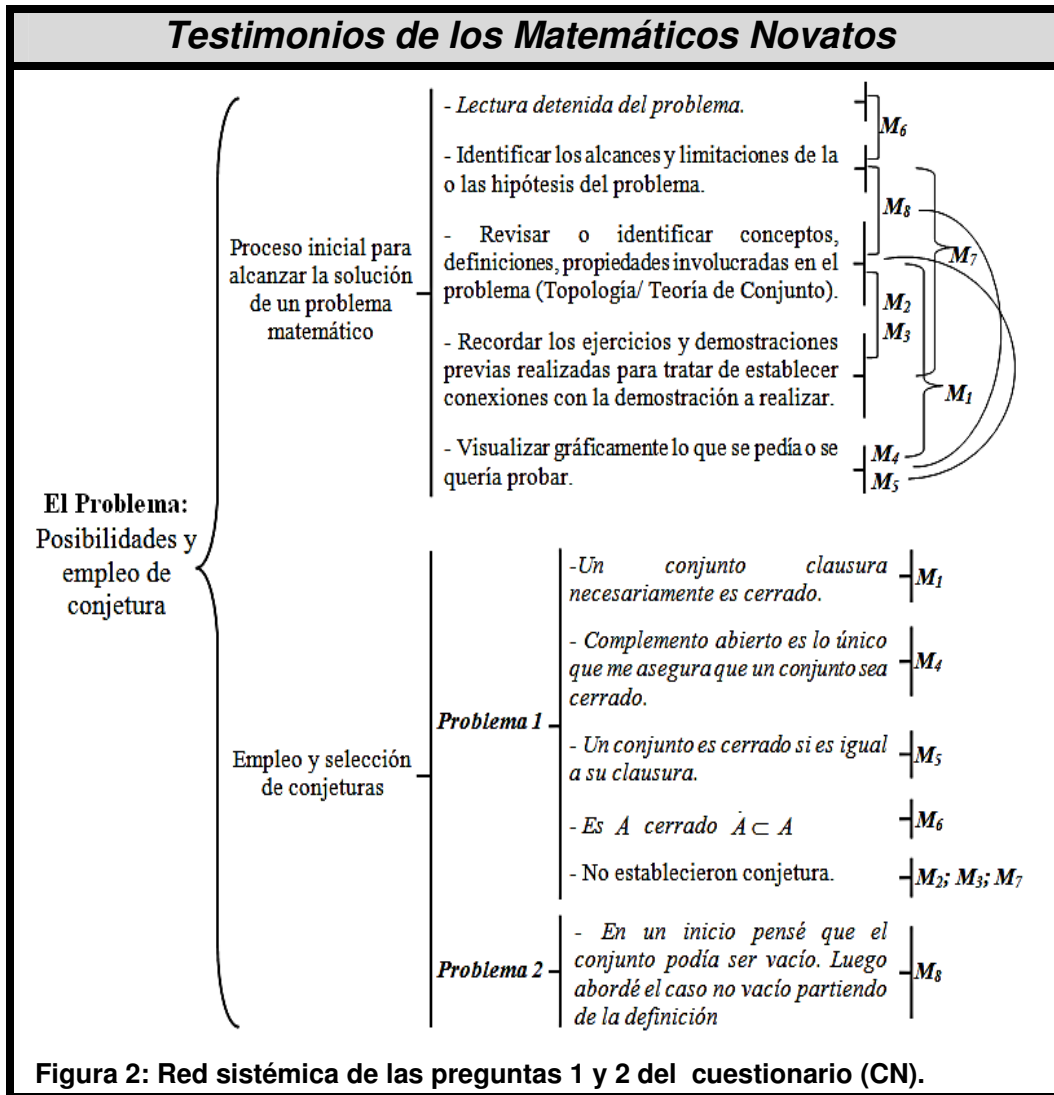 Testimonios de los Matemáticos Novatos
El Problema:
Posibilidades y
empleo de
conjetura
Proceso inicial para
alcanzar la solución
de un problema
matemático
- Lectura detenida del problema.
- Identificar los alcances y limitaciones de la
o las hipótesis del problema.
- Revisar o identificar conceptos,
definiciones, propiedades involucradas en el
problema (Topología/ Teoría de Conjunto).
- Recordar los ejercicios y demostraciones
previas realizadas para tratar de establecer
conexiones con la demostración a realizar.
- Visualizar gráficamente lo que se pedía o se
quería probar.
M6
M8
M7
M2
M3
M1
M4
M5
Empleo y selección
de conjeturas
Problema 1
-Un conjunto clausura
necesariamente es cerrado.
M1
- Complemento abierto es lo único
que me asegura que un conjunto sea
cerrado.
M4
- Un conjunto es cerrado si es igual
a su clausura.
M5
- Es A cerrado Ȧ ⊂ A
M6
- No establecieron conjetura.
M2; M3; M7
Problema 2
- En un inicio pensé que el
conjunto podía ser vacío. Luego
abordé el caso no vacío partiendo
de la definición
M8
Figura 2: Red sistémica de las preguntas 1 y 2 del cuestionario (CN).